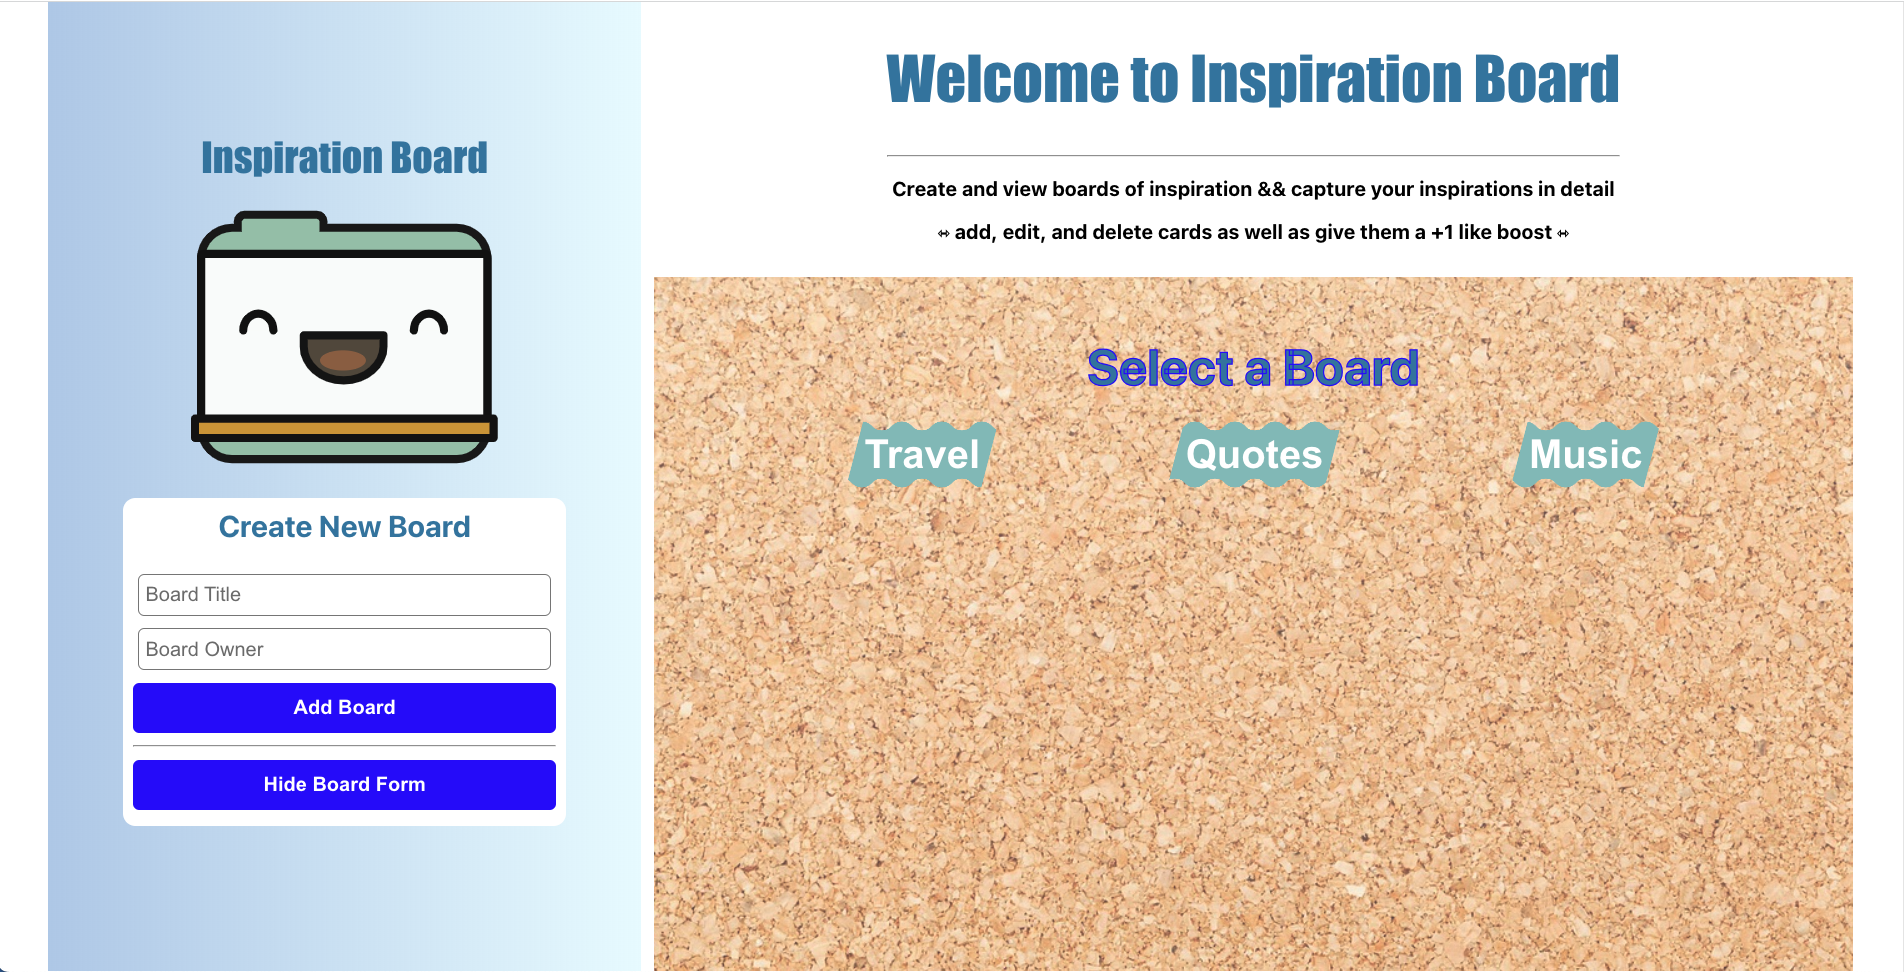 Inspiration Board
Create New Board
Board Title
Board Owner
Add Board
Hide Board Form
Welcome to Inspiration Board
Create and view boards of inspiration && capture your inspirations in detail
⇿ add, edit, and delete cards as well as give them a +1 like boost ⇿
Select a Board
Travel
Quotes
Music